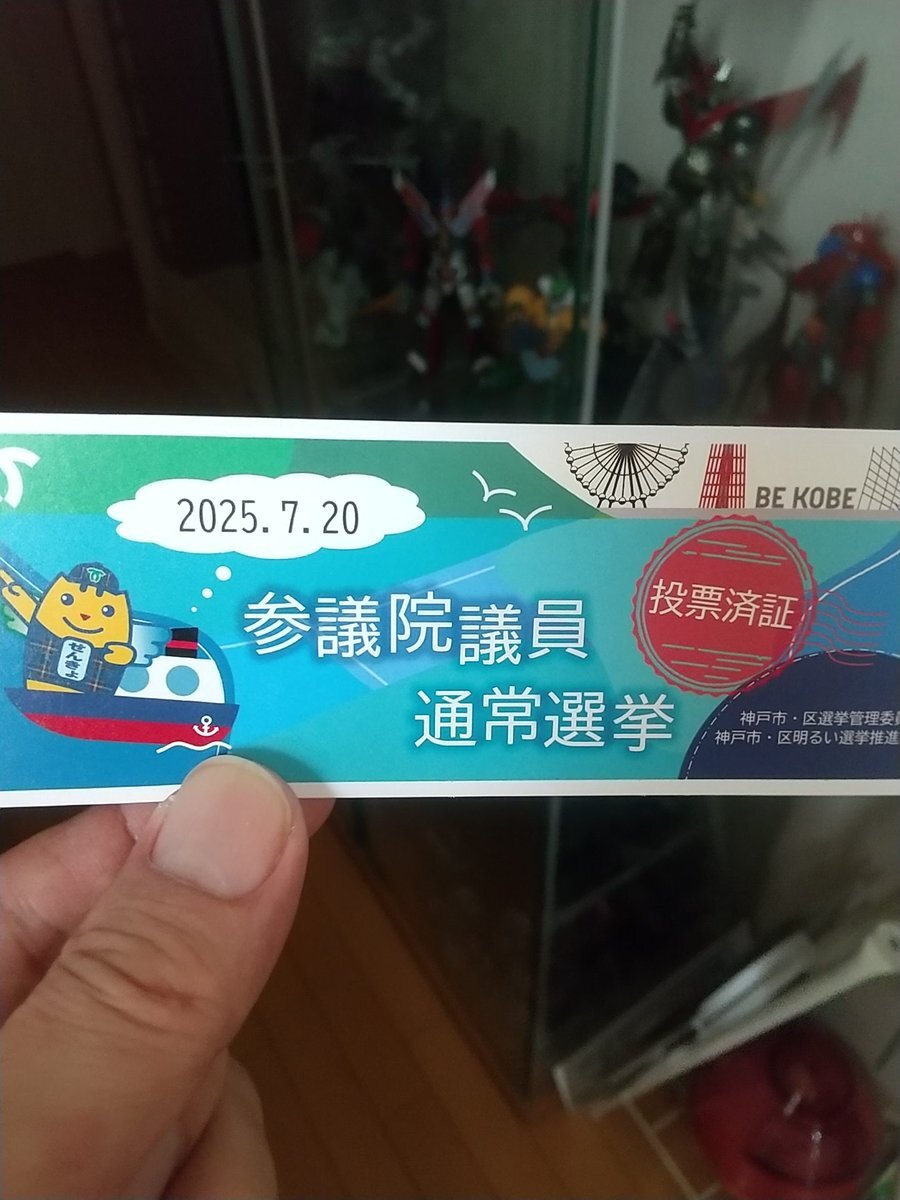 2025.7.20
BE KOBE
参議院議員
通常選挙
投票済証
せんきょ
神戸市・区選挙管理委員
神戸市・区明るい選挙推進